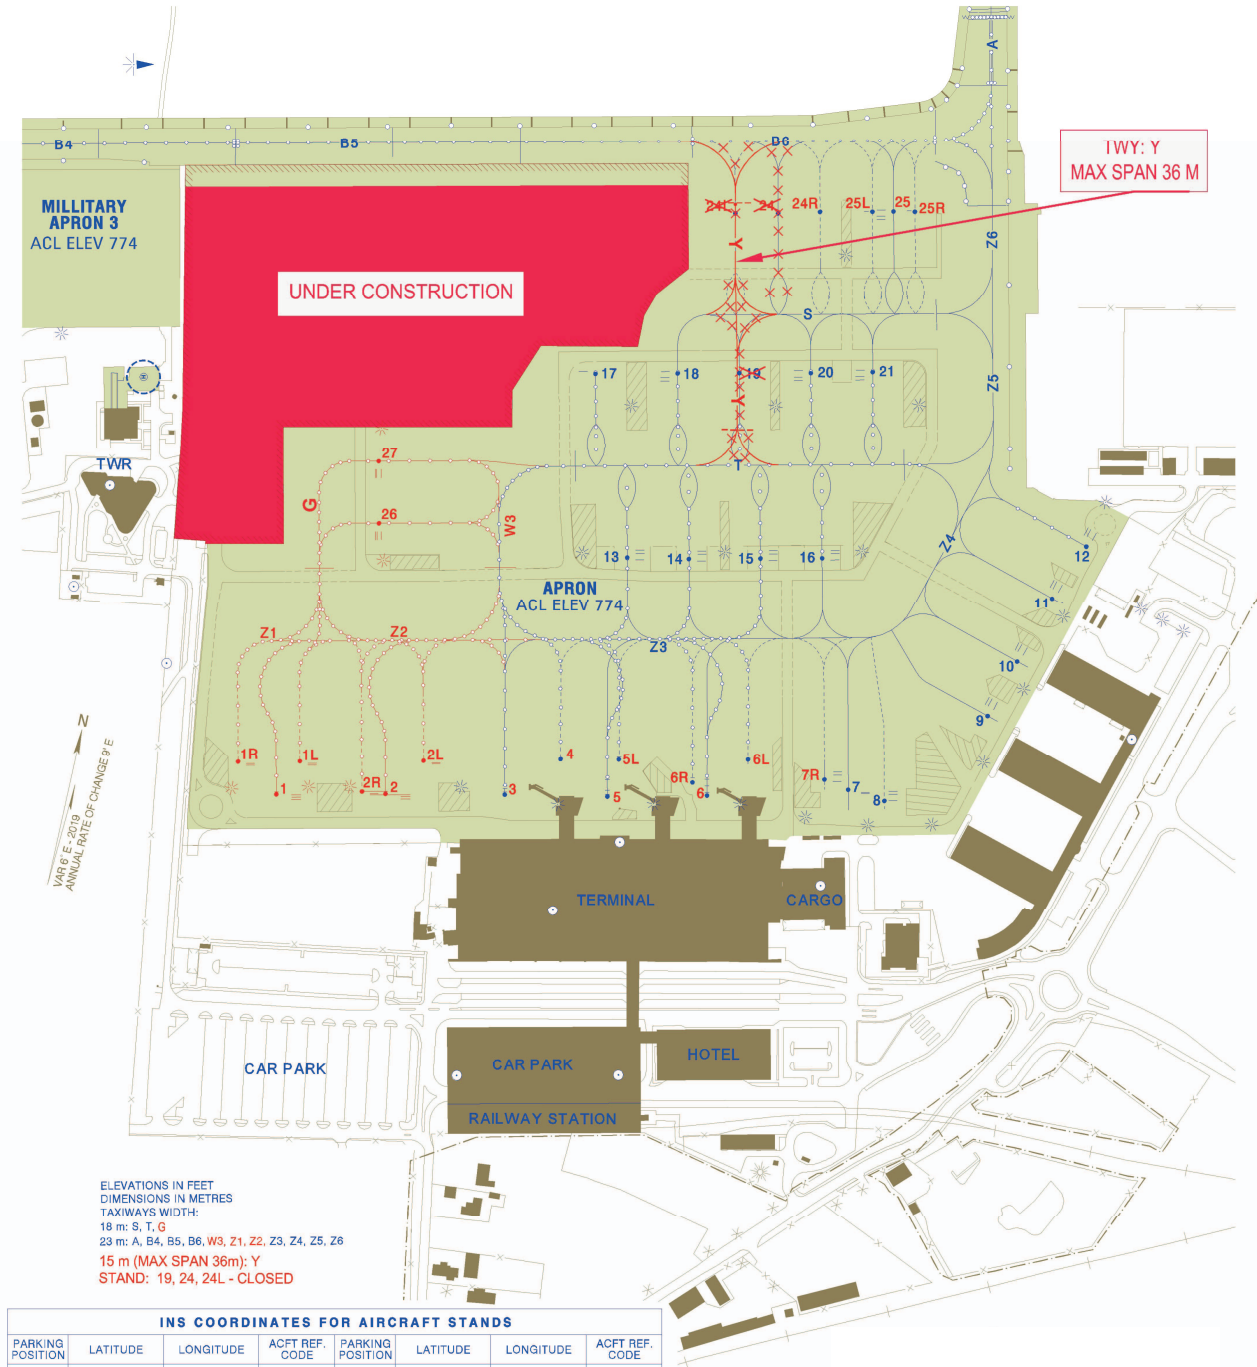 A
B4
B5
B6
TWY: Y
MAX SPAN 36 M
MILLITARY
APRON 3
ACL ELEV 774
24L
24
24R
25L
25
25R
Y
Z6
UNDER CONSTRUCTION
S
17
18
19
20
21
Z5
Y
TWR
27
T
G
26
W3
13
14
15
16
Z4
12
APRON
ACL ELEV 774
11
Z1
Z2
Z3
10
9
N
VAR 6° E - 2019
ANNUAL RATE OF CHANGE 9' E
1R
1L
2L
4
5L
6L
1
2R
2
3
5
6R
6
7R
7
8
TERMINAL
CARGO
CAR PARK
CAR PARK
HOTEL
RAILWAY STATION
ELEVATIONS IN FEET
DIMENSIONS IN METRES
TAXIWAYS WIDTH:
18 m: S, T, G
23 m: A, B4, B5, B6, W3, Z1, Z2, Z3, Z4, Z5, Z6
15 m (MAX SPAN 36m): Y
STAND: 19, 24, 24L - CLOSED
INS COORDINATES FOR AIRCRAFT STANDS
PARKING POSITION LATITUDE LONGITUDE ACFT REF. CODE PARKING POSITION LATITUDE LONGITUDE ACFT REF. CODE